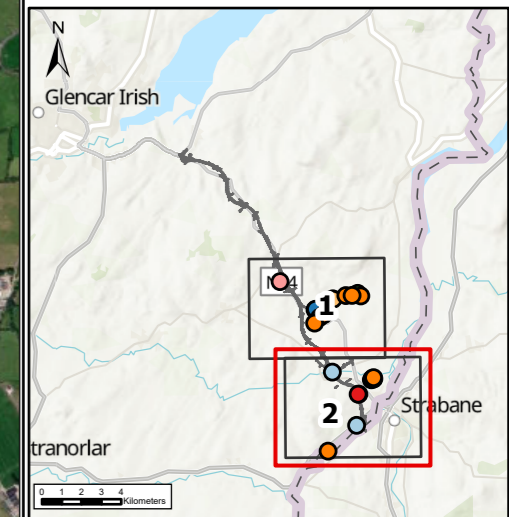 N
Glencar Irish
1
2
Strabane
tranorlar
0 1 2 3 4
Kilometers